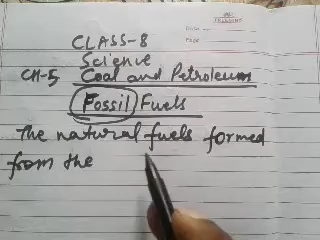 CLASS-8
Science
CH-5 Coal and Petroleum
Fossil Fuels
The natural fuels formed
from the